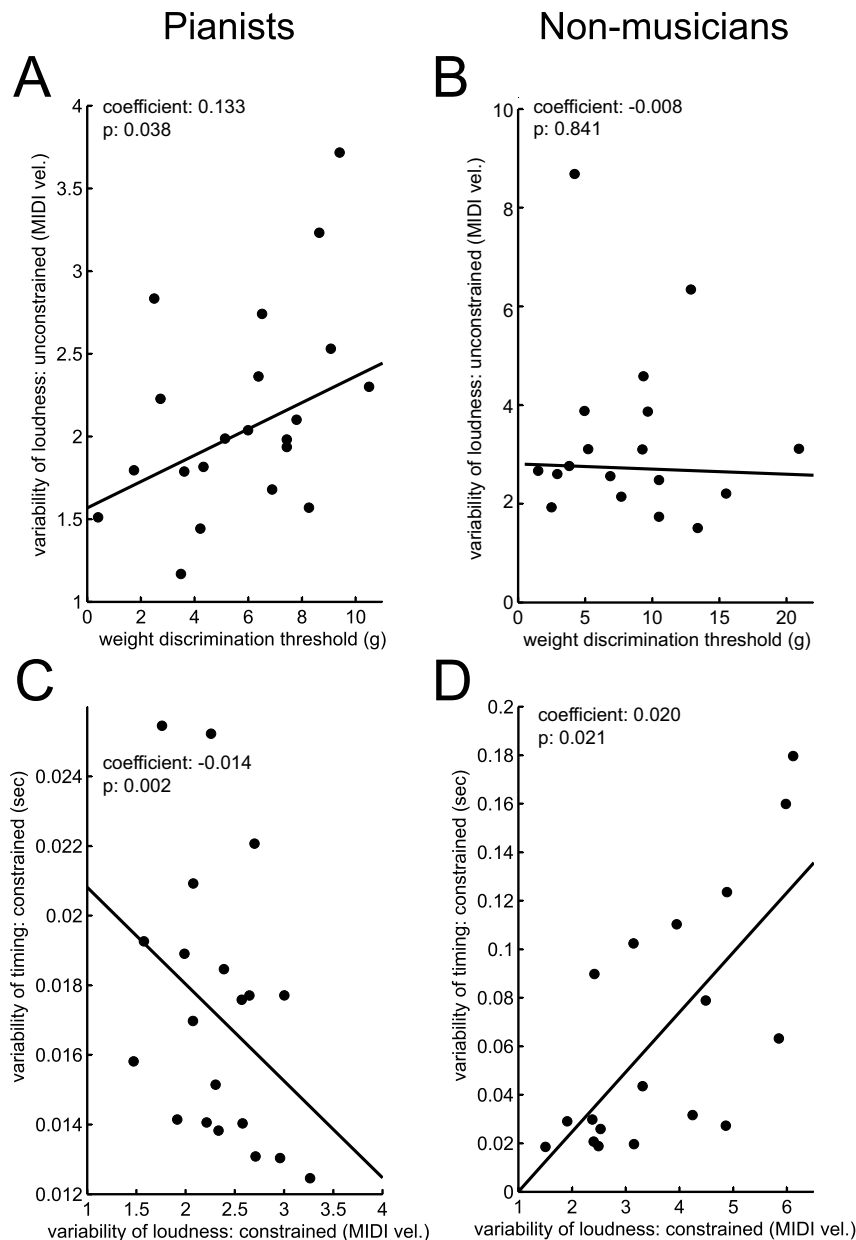 Pianists
Non-musicians
A
coefficient: 0.133
p: 0.038
4
3.5
3
2.5
2
1.5
1
0 2 4 6 8 10
variability of loudness: unconstrained (MIDI vel.)
weight discrimination threshold (g)
B
coefficient: -0.008
p: 0.841
10
8
6
4
2
0
0 5 10 15 20
variability of loudness: unconstrained (MIDI vel.)
weight discrimination threshold (g)
C
coefficient: -0.014
p: 0.002
0.024
0.022
0.02
0.018
0.016
0.014
0.012
1 1.5 2 2.5 3 3.5 4
variability of timing: constrained (sec)
variability of loudness: constrained (MIDI vel.)
D
coefficient: 0.020
p: 0.021
0.2
0.18
0.16
0.14
0.12
0.1
0.08
0.06
0.04
0.02
0
1 2 3 4 5 6
variability of timing: constrained (sec)
variability of loudness: constrained (MIDI vel.)